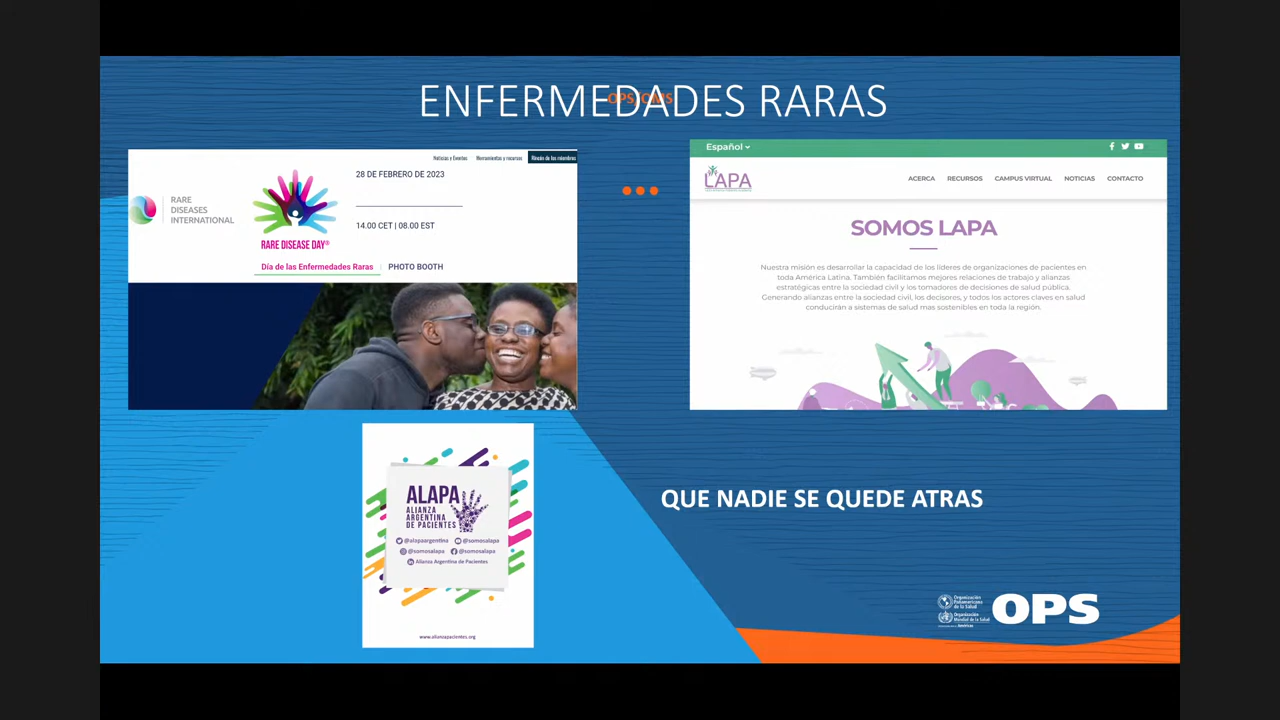 ENFERMEDADES RARAS
OPS/OMS
Noticias y Eventos
Herramientas y recursos
Rincón de los miembros
RARE
DISEASES
INTERNATIONAL
28 DE FEBRERO DE 2023
14.00 CET | 08.00 EST
RARE DISEASE DAY®
Día de las Enfermedades Raras
PHOTO BOOTH
Español
LAPA
ACERCA
RECURSOS
CAMPUS VIRTUAL
NOTICIAS
CONTACTO
SOMOS LAPA
Nuestra misión es desarrollar la capacidad de los líderes de organizaciones de pacientes en
toda América Latina. También facilitamos mejores relaciones de trabajo y alianzas
estratégicas entre la sociedad civil y los tomadores de decisiones de salud pública.
Generando alianzas entre la sociedad civil, los decisores, y todos los actores claves en salud
conducirán a sistemas de salud mas sostenibles en toda la región.
ALAPA
ALIANZA
ARGENTINA
DE PACIENTES
@alapaargentina @somosalapa
@somosalapa @somosalapa
Alianza Argentina de Pacientes
www.alianzapacientes.org
QUE NADIE SE QUEDE ATRAS
Organización
Panamericana
de la Salud
Organización
Mundial de la Salud
OPS